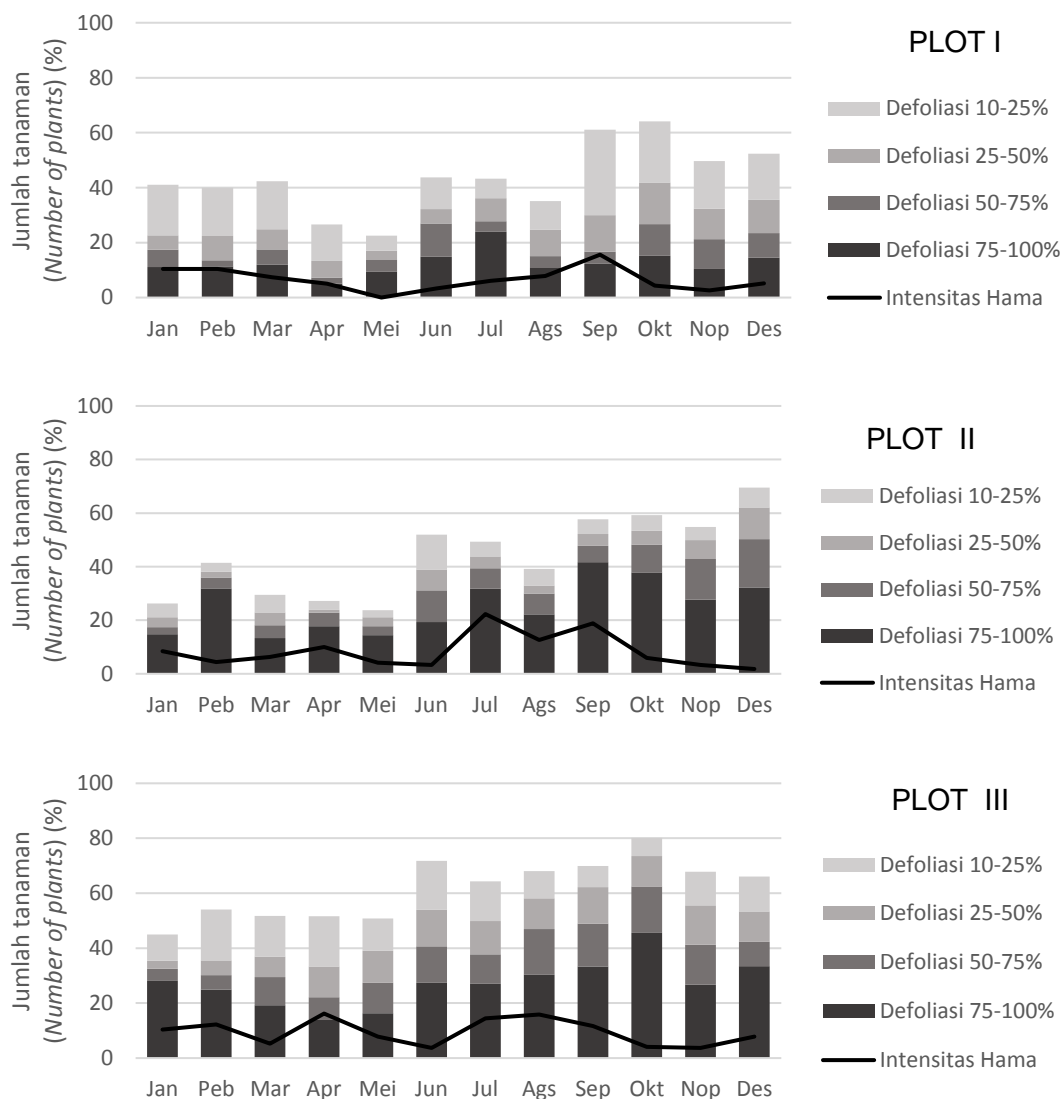 PLOT I
Jumlah tanaman
(Number of plants) (%)
100
80
60
40
20
0
Jan Peb Mar Apr Mei Jun Jul Ags Sep Okt Nop Des
Defoliasi 10-25%
Defoliasi 25-50%
Defoliasi 50-75%
Defoliasi 75-100%
Intensitas Hama
PLOT II
Jumlah tanaman
(Number of plants) (%)
100
80
60
40
20
0
Jan Peb Mar Apr Mei Jun Jul Ags Sep Okt Nop Des
Defoliasi 10-25%
Defoliasi 25-50%
Defoliasi 50-75%
Defoliasi 75-100%
Intensitas Hama
PLOT III
Jumlah tanaman
(Number of plants) (%)
100
80
60
40
20
0
Jan Peb Mar Apr Mei Jun Jul Ags Sep Okt Nop Des
Defoliasi 10-25%
Defoliasi 25-50%
Defoliasi 50-75%
Defoliasi 75-100%
Intensitas Hama